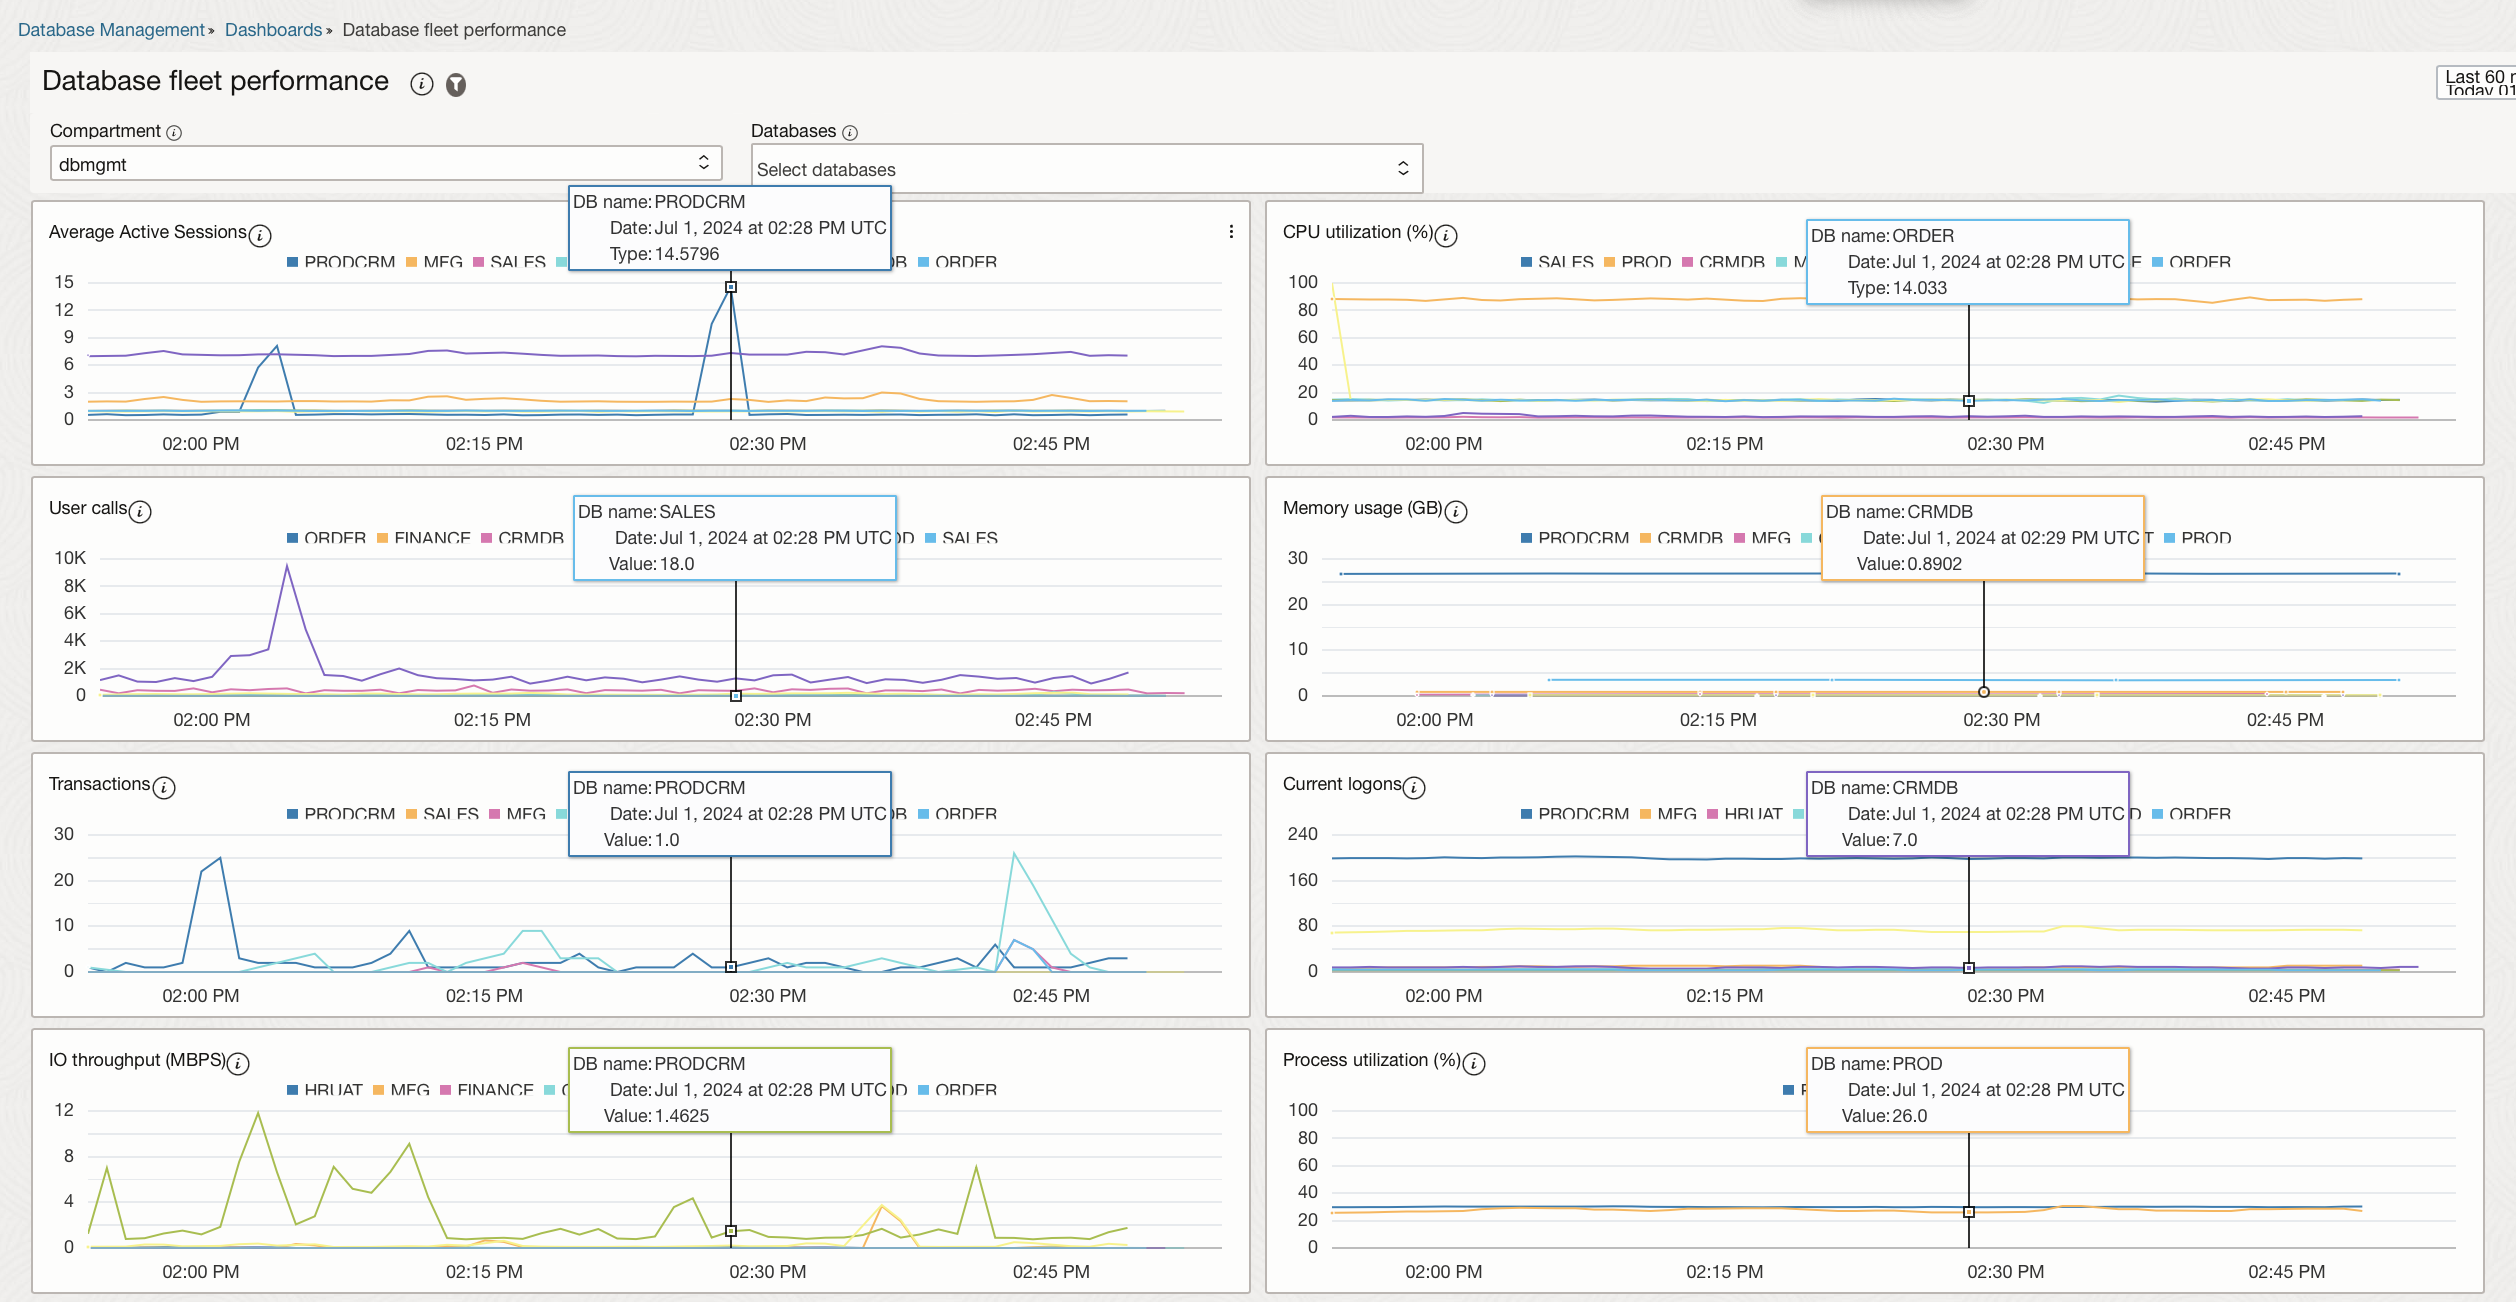 Database Management» Dashboards» Database fleet performance
Database fleet performance
Last 60
Today 01
Compartment
Databases
dbmgmt
Select databases
Average Active Sessions
DB name: PRODCRM
Date: Jul 1, 2024 at 02:28 PM UTC
Type: 14.5796
PRODCRM MFG SALES ORDER
15
12
9
6
3
0
02:00 PM 02:15 PM 02:30 PM 02:45 PM
CPU utilization (%)
DB name: ORDER
Date: Jul 1, 2024 at 02:28 PM UTC
Type: 14.033
SALES PROD CRMDB ORDER
100
80
60
40
20
0
02:00 PM 02:15 PM 02:30 PM 02:45 PM
User calls
DB name: SALES
Date: Jul 1, 2024 at 02:28 PM UTC
Value: 18.0
ORDER FINANCE CRMDB SALES
10K
8K
6K
4K
2K
0
02:00 PM 02:15 PM 02:30 PM 02:45 PM
Memory usage (GB)
DB name: CRMDB
Date: Jul 1, 2024 at 02:29 PM UTC
Value: 0.8902
PRODCRM CRMDB MFG PROD
30
20
10
0
02:00 PM 02:15 PM 02:30 PM 02:45 PM
Transactions
DB name: PRODCRM
Date: Jul 1, 2024 at 02:28 PM UTC
Value: 1.0
PRODCRM SALES MFG ORDER
30
20
10
0
02:00 PM 02:15 PM 02:30 PM 02:45 PM
Current logons
DB name: CRMDB
Date: Jul 1, 2024 at 02:28 PM UTC
Value: 7.0
PRODCRM MFG HRUAT ORDER
240
160
80
0
02:00 PM 02:15 PM 02:30 PM 02:45 PM
IO throughput (MBPS)
DB name: PRODCRM
Date: Jul 1, 2024 at 02:28 PM UTC
Value: 1.4625
HRUAT MFG FINANCE ORDER
12
8
4
0
02:00 PM 02:15 PM 02:30 PM 02:45 PM
Process utilization (%)
DB name: PROD
Date: Jul 1, 2024 at 02:28 PM UTC
Value: 26.0
100
80
60
40
20
0
02:00 PM 02:15 PM 02:30 PM 02:45 PM